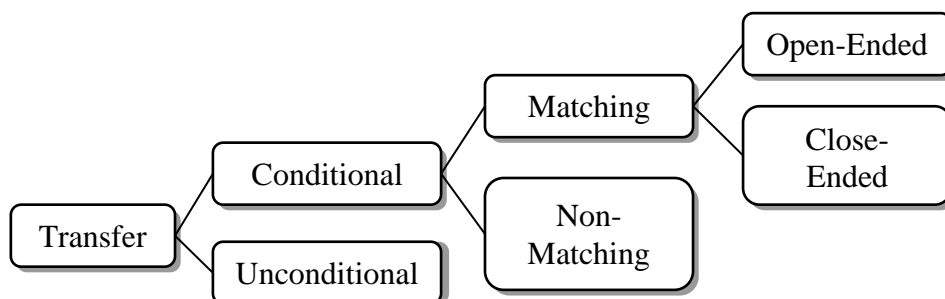 Transfer
Conditional
Unconditional
Matching
Non-
Matching
Open-Ended
Close-
Ended